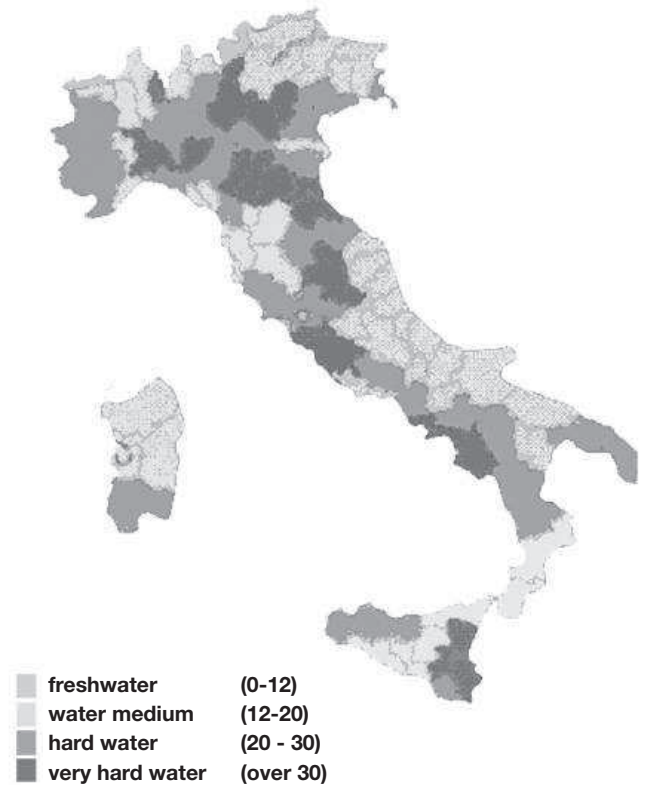 freshwater (0-12)
water medium (12-20)
hard water (20 - 30)
very hard water (over 30)